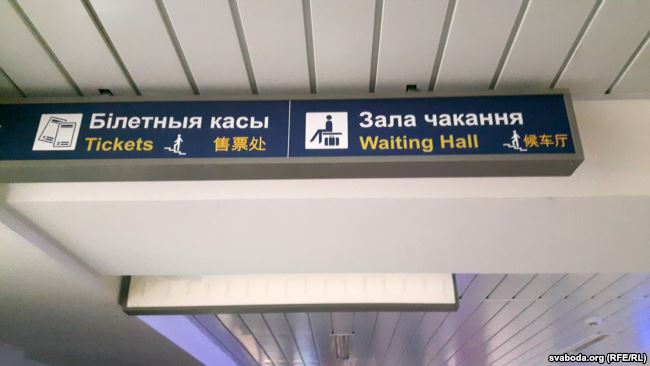 Білетныя касы
Tickets 售票处
Зала чакання
Waiting Hall 候车厅
svaboda.org (RFE/RL)